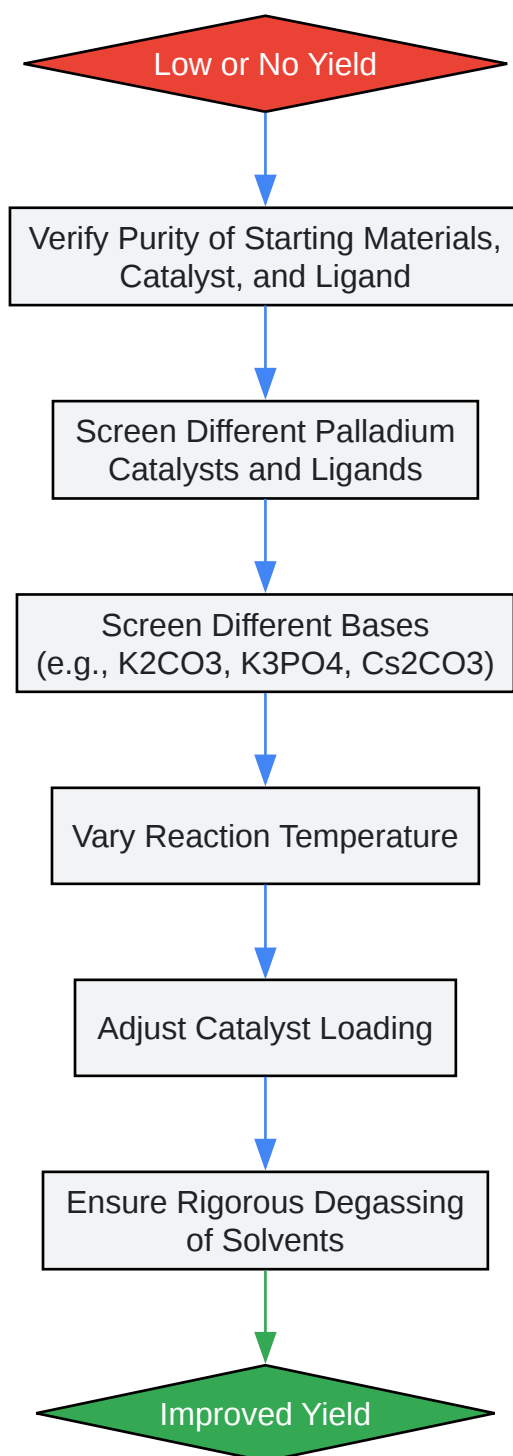 Low or No Yield
Verify Purity of Starting Materials,
Catalyst, and Ligand
Screen Different Palladium
Catalysts and Ligands
Screen Different Bases
(e.g., K2CO3, K3PO4, Cs2CO3)
Vary Reaction Temperature
Adjust Catalyst Loading
Ensure Rigorous Degassing
of Solvents
Improved Yield